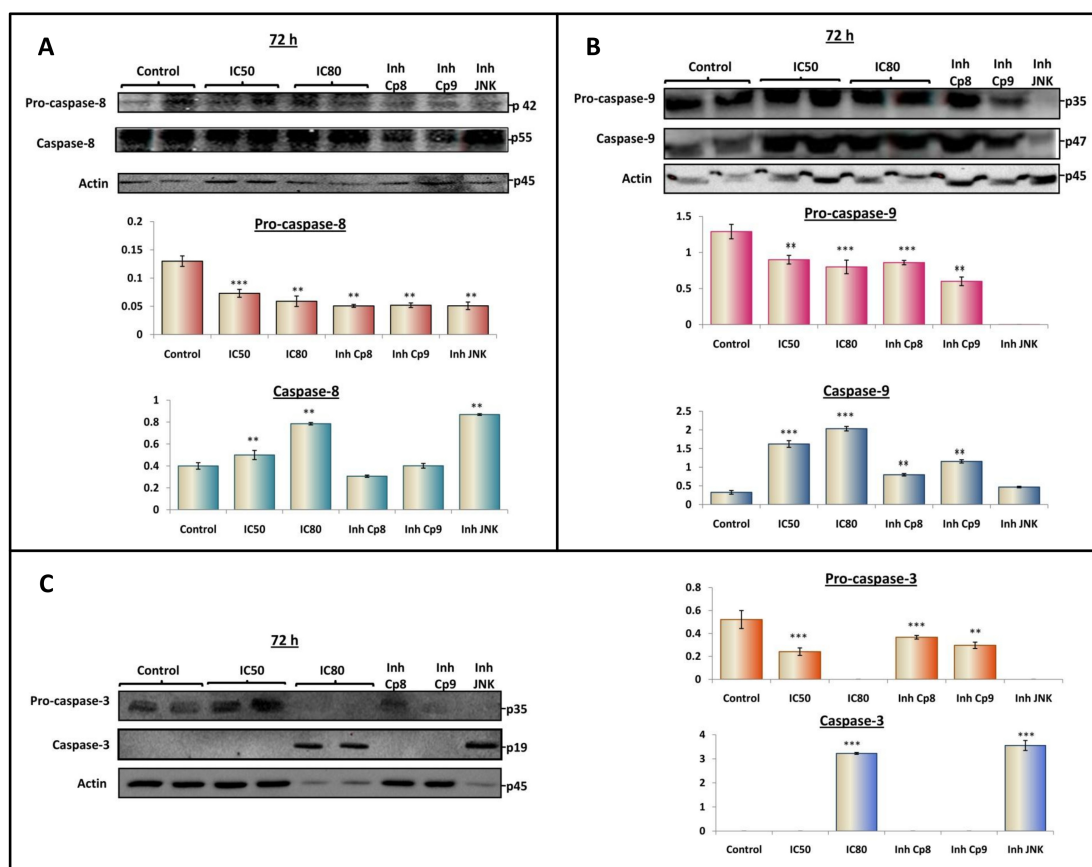 A
72 h
Control IC50 IC80 Inh Cp8 Inh Cp9 Inh JNK
Pro-caspase-8 p 42
Caspase-8 p55
Actin p45
Pro-caspase-8
0.2
0.15
0.1
0.05
0
*** ** ** ** **
Control IC50 IC80 Inh Cp8 Inh Cp9 Inh JNK
Caspase-8
1
0.8
0.6
0.4
0.2
0
** ** **
Control IC50 IC80 Inh Cp8 Inh Cp9 Inh JNK
B
72 h
Control IC50 IC80 Inh Cp8 Inh Cp9 Inh JNK
Pro-caspase-9 p35
Caspase-9 p47
Actin p45
Pro-caspase-9
1.5
1
0.5
0
** *** *** **
Control IC50 IC80 Inh Cp8 Inh Cp9 Inh JNK
Caspase-9
2.5
2
1.5
1
0.5
0
*** *** ** **
Control IC50 IC80 Inh Cp8 Inh Cp9 Inh JNK
C
72 h
Control IC50 IC80 Inh Cp8 Inh Cp9 Inh JNK
Pro-caspase-3 p35
Caspase-3 p19
Actin p45
Pro-caspase-3
0.8
0.6
0.4
0.2
0
*** *** **
Control IC50 IC80 Inh Cp8 Inh Cp9 Inh JNK
Caspase-3
4
3
2
1
0
*** ***
Control IC50 IC80 Inh Cp8 Inh Cp9 Inh JNK